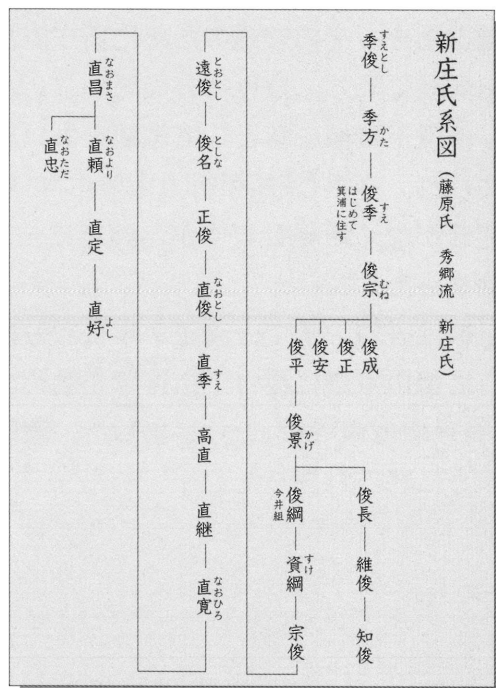 新庄氏系図（藤原氏　秀郷流　新庄氏）
季俊
すえとし
季方
かた
俊季
すえ
はじめて
箕浦に住す
俊宗
むね
俊成
俊正
俊安
俊平
俊景
かげ
俊長
維俊
知俊
俊綱
今井組
資綱
すけ
宗俊
遠俊
とおとし
俊名
としな
正俊
直俊
なおとし
直季
すえ
高直
直継
直寛
なおひろ
直昌
なおまさ
直頼
なおより
直定
直好
よし
直忠
なおただ